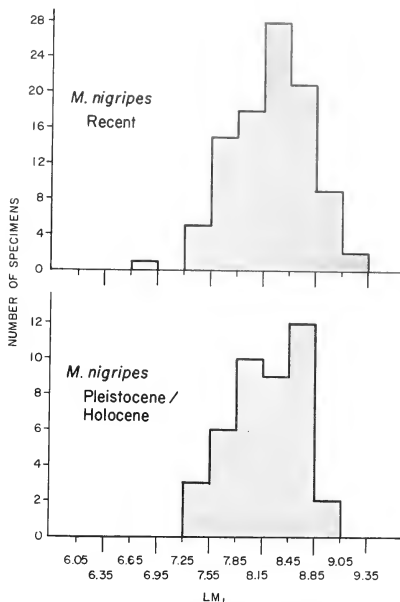 28
24
20
16
12
8
4
0
M. nigripes
Recent
NUMBER OF SPECIMENS
12
10
8
6
4
2
0
M. nigripes
Pleistocene /
Holocene
6.05 6.65 7.25 7.85 8.45 9.05
6.35 6.95 7.55 8.15 8.85 9.35
LM₁